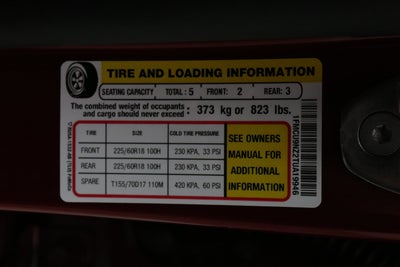 TIRE AND LOADING INFORMATION
SEATING CAPACITY TOTAL: 5 FRONT: 2 REAR: 3
The combined weight of occupants and cargo should never exceed: 373 kg or 823 lbs.
TIRE SIZE COLD TIRE PRESSURE
FRONT 225/60R18 100H 230 KPA, 33 PSI
REAR 225/60R18 100H 230 KPA, 33 PSI
SPARE T155/70D17 110M 420 KPA, 60 PSI
SEE OWNERS
MANUAL FOR
ADDITIONAL
INFORMATION